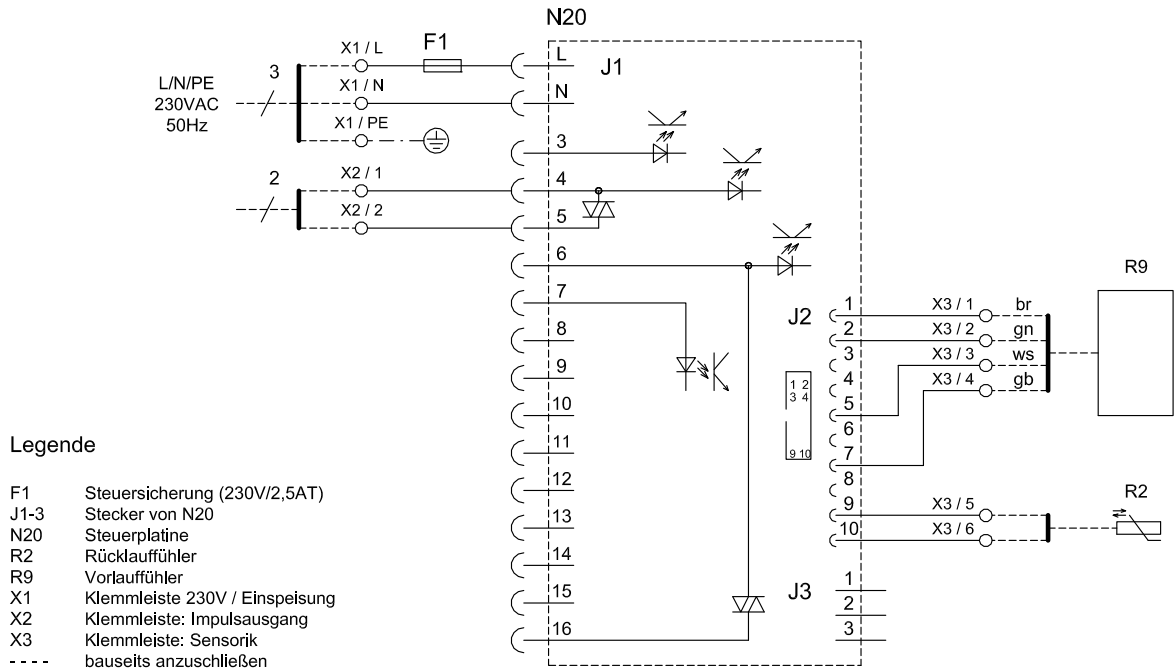 N20
L/N/PE
230VAC
50Hz
3
X1 / L
F1
X1 / N
X1 / PE
2
X2 / 1
X2 / 2
J1
L
N
3
4
5
6
7
8
9
10
11
12
13
14
15
16
J2
1
2
3
4
5
6
7
8
9
10
1 2
3 4
9 10
J3
1
2
3
X3 / 1 br
X3 / 2 gn
X3 / 3 ws
X3 / 4 gb
R9
X3 / 5
X3 / 6
R2
Legende
F1 Steuersicherung (230V/2,5AT)
J1-3 Stecker von N20
N20 Steuerplatine
R2 Rücklauffühler
R9 Vorlauffühler
X1 Klemmleiste 230V / Einspeisung
X2 Klemmleiste: Impulsausgang
X3 Klemmleiste: Sensorik
---- bauseits anzuschließen